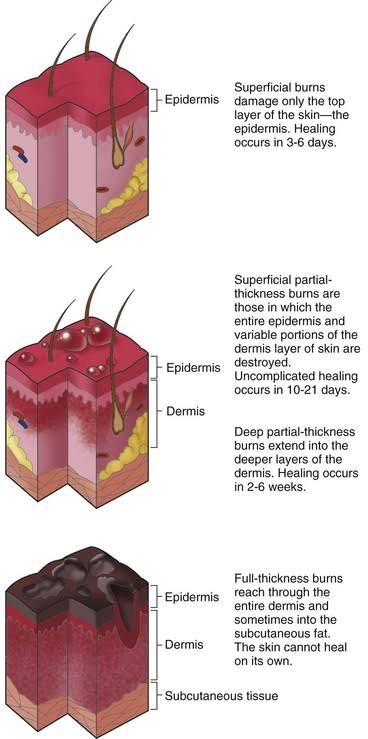 Epidermis
Superficial burns
damage only the top
layer of the skin—the
epidermis. Healing
occurs in 3-6 days.
Epidermis
Dermis
Superficial partial-
thickness burns are
those in which the
entire epidermis and
variable portions of the
dermis layer of skin are
destroyed.
Uncomplicated healing
occurs in 10-21 days.
Deep partial-thickness
burns extend into the
deeper layers of the
dermis. Healing occurs
in 2-6 weeks.
Epidermis
Dermis
Subcutaneous tissue
Full-thickness burns
reach through the
entire dermis and
sometimes into the
subcutaneous fat.
The skin cannot heal
on its own.